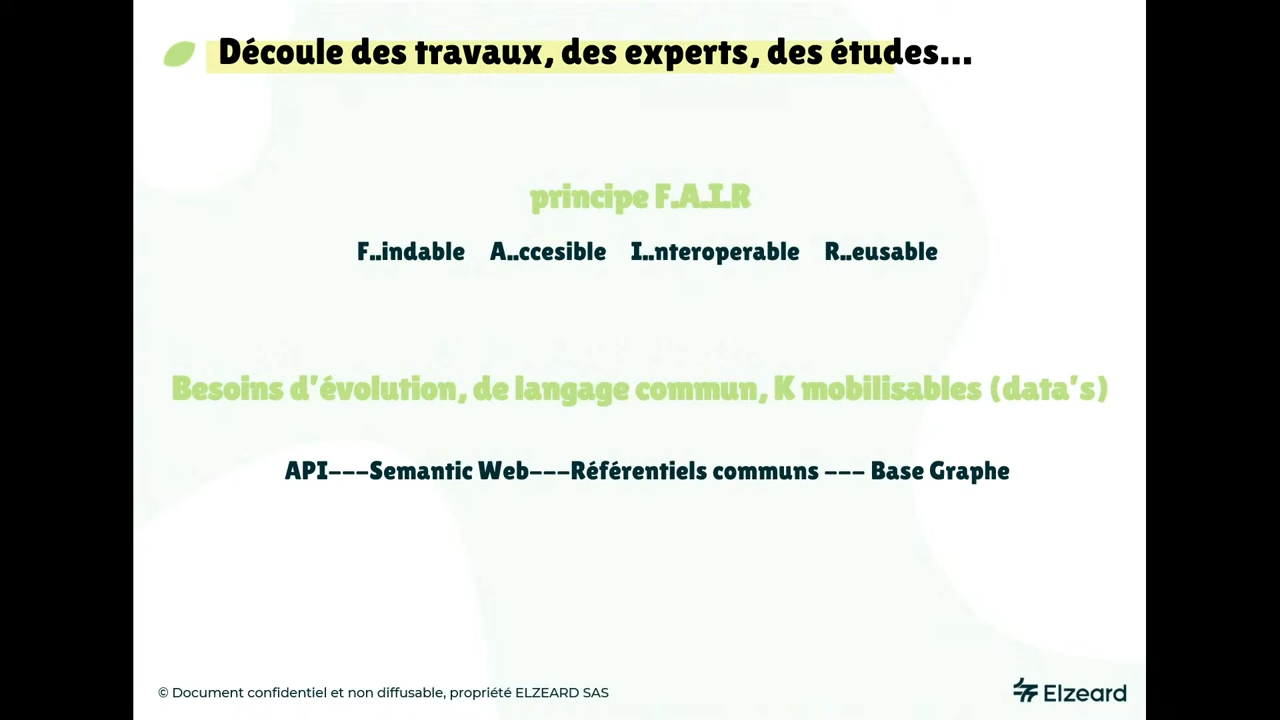 Découle des travaux, des experts, des études...
principe F.A.I.R
F..indable A..ccesible I..nteroperable R..eusable
Besoins d'évolution, de langage commun, K mobilisables (data's)
API---Semantic Web---Référentiels communs --- Base Graphe
© Document confidentiel et non diffusable, propriété ELZEARD SAS
Elzeard